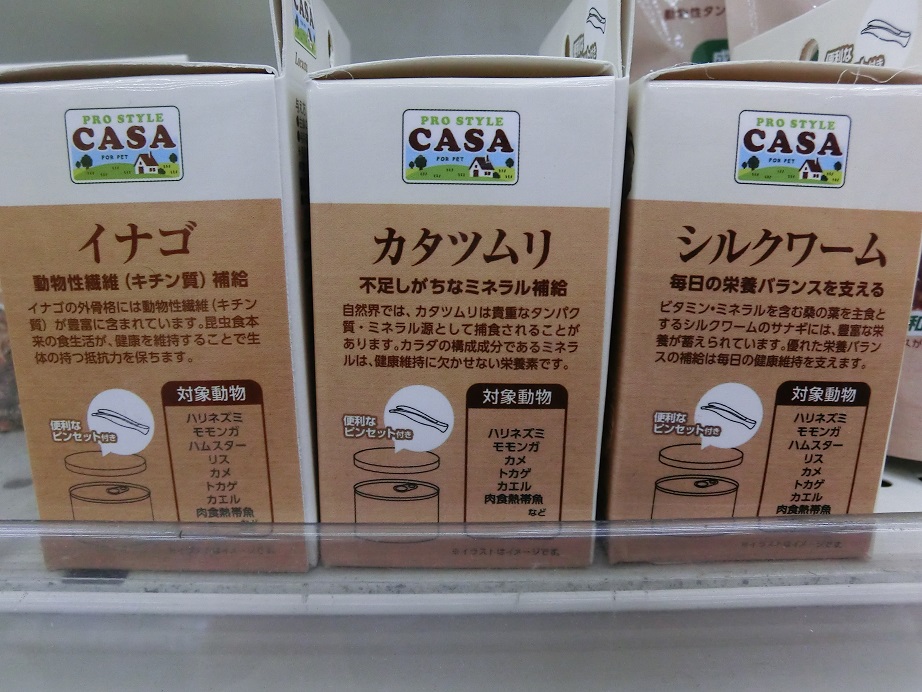 CASA
動物性タン
PRO STYLE
CASA
FOR PET
イナゴ
動物性繊維（キチン質）補給
イナゴの外骨格には動物性繊維（キチン
質）が豊富に含まれています。昆虫食本
来の食生活が、健康を維持することで生
体の持つ抵抗力を保ちます。
便利な
ピンセット付き
対象動物
ハリネズミ
モモンガ
ハムスター
リス
カメ
トカゲ
カエル
肉食熱帯魚
など
PRO STYLE
CASA
FOR PET
カタツムリ
不足しがちなミネラル補給
自然界では、カタツムリは貴重なタンパク
質・ミネラル源として捕食されることが
あります。カラダの構成成分であるミネラ
ルは、健康維持に欠かせない栄養素です。
便利な
ピンセット付き
対象動物
ハリネズミ
モモンガ
カメ
トカゲ
カエル
肉食熱帯魚
など
※イラストはイメージです。
PRO STYLE
CASA
FOR PET
シルクワーム
毎日の栄養バランスを支える
ビタミン・ミネラルを含む桑の葉を主食と
するシルクワームのサナギには、豊富な栄
養が蓄えられています。優れた栄養バラン
スの補給は毎日の健康維持を支えます。
便利な
ピンセット付き
対象動物
ハリネズミ
モモンガ
ハムスター
リス
カメ
トカゲ
カエル
肉食熱帯魚